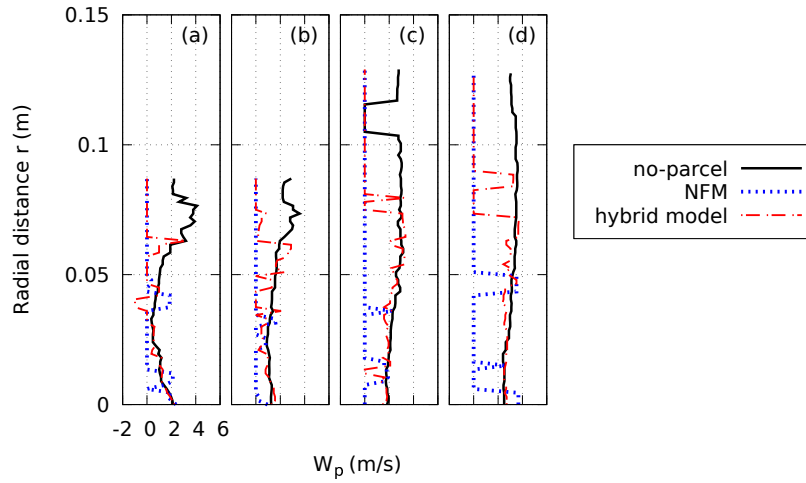 (a) (b) (c) (d)
0.15
0.1
0.05
0
Radial distance r (m)
-2 0 2 4 6
W_p (m/s)
no-parcel
NFM
hybrid model